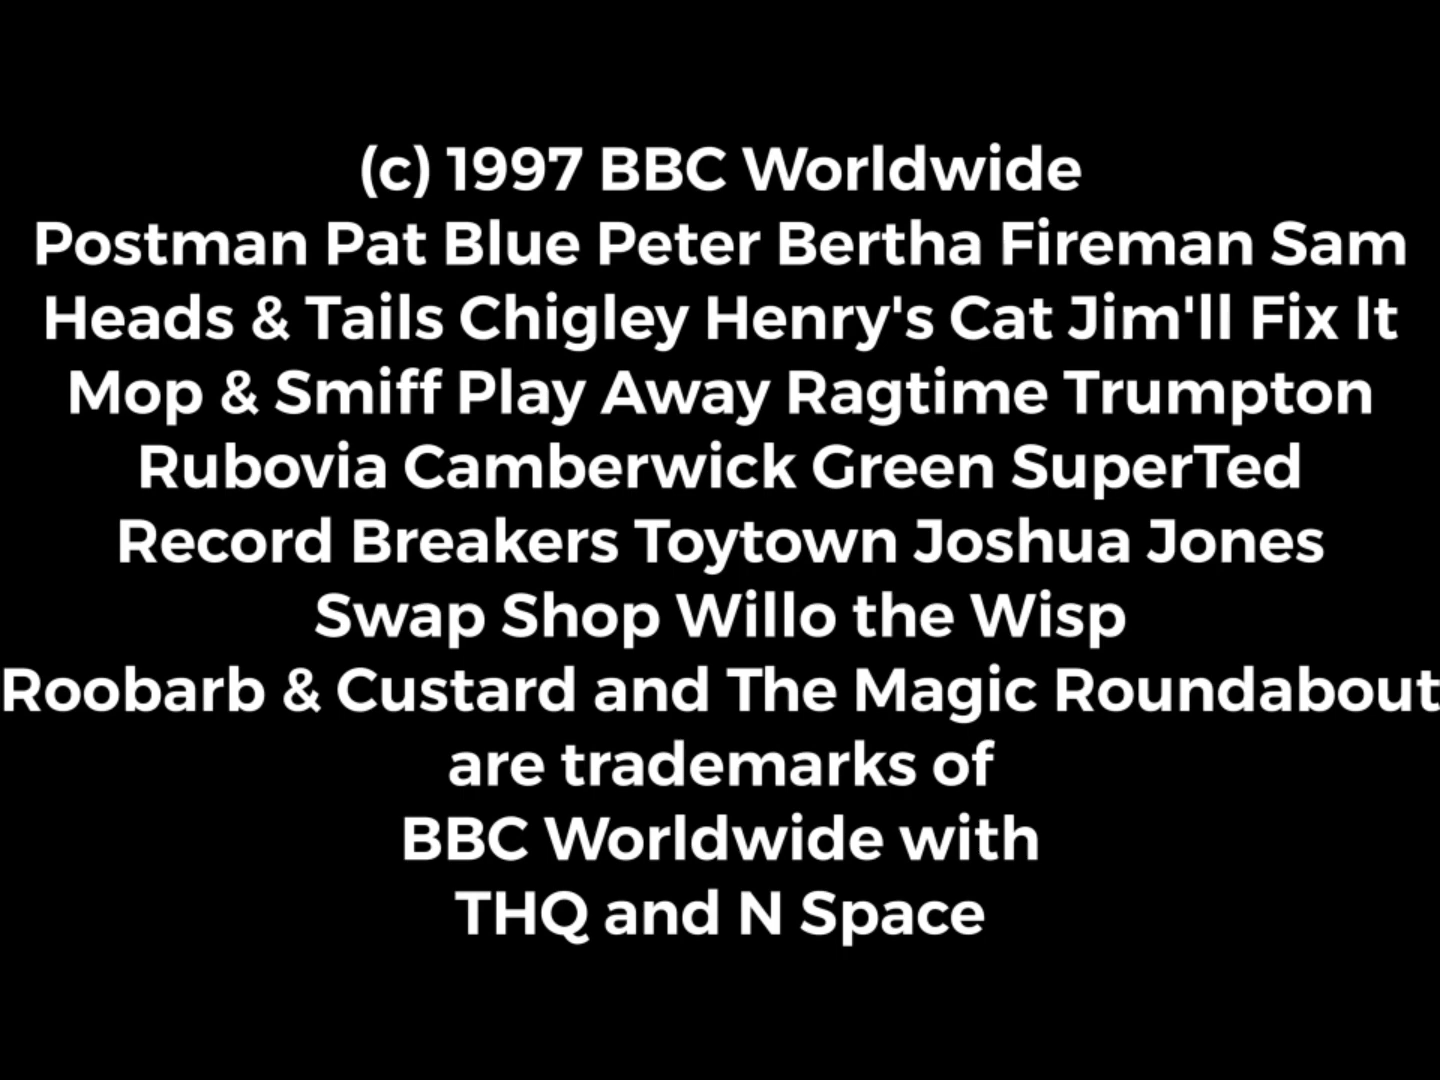 (c) 1997 BBC Worldwide
Postman Pat Blue Peter Bertha Fireman Sam
Heads & Tails Chigley Henry's Cat Jim'll Fix It
Mop & Smiff Play Away Ragtime Trumpton
Rubovia Camberwick Green SuperTed
Record Breakers Toytown Joshua Jones
Swap Shop Willo the Wisp
Roobarb & Custard and The Magic Roundabout
are trademarks of
BBC Worldwide with
THQ and N Space